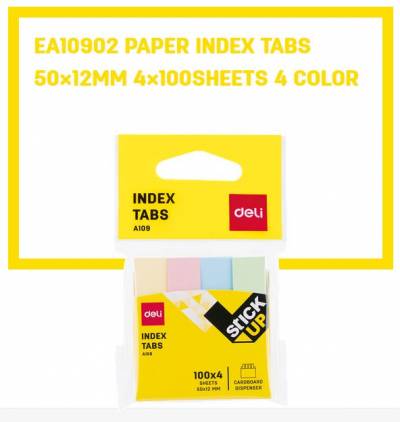 EA10902 PAPER INDEX TABS
50×12MM 4×100SHEETS 4 COLOR
INDEX
TABS
A109
deli
deli
INDEX
TABS
A109
STICK
UP
100x4
SHEETS
50x12 MM
CARDBOARD
DISPENSER